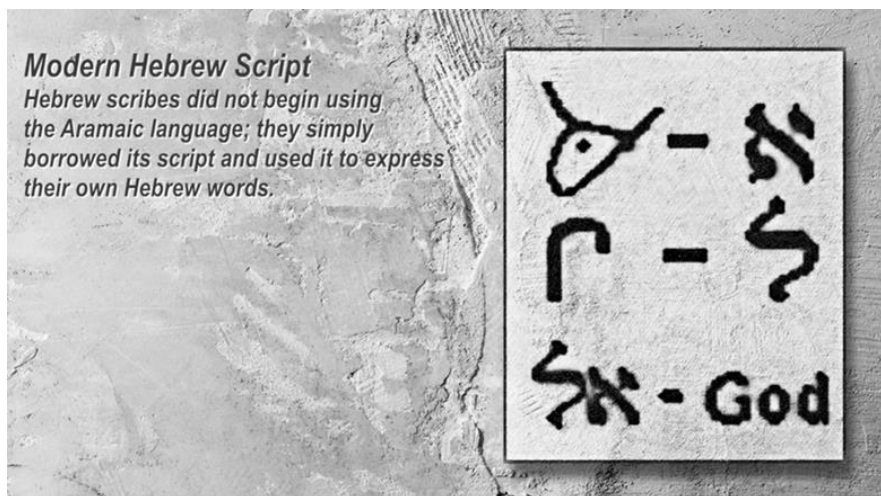 Modern Hebrew Script
Hebrew scribes did not begin using
the Aramaic language; they simply
borrowed its script and used it to express
their own Hebrew words.
- א
- ל
אל - God